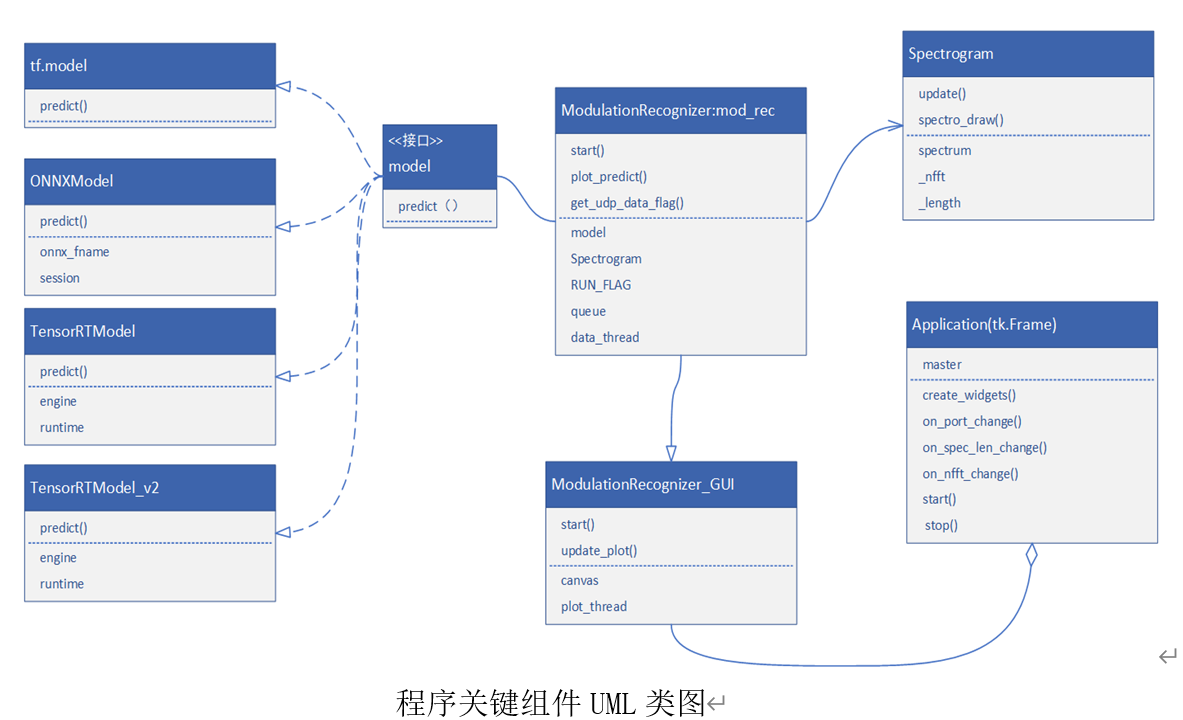 tf.model
predict()
ONNXModel
predict()
onnx_fname
session
TensorRTModel
predict()
engine
runtime
TensorRTModel_v2
predict()
engine
runtime
<<接口>>
model
predict（）
ModulationRecognizer:mod_rec
start()
plot_predict()
get_udp_data_flag()
model
Spectrogram
RUN_FLAG
queue
data_thread
ModulationRecognizer_GUI
start()
update_plot()
canvas
plot_thread
Spectrogram
update()
spectro_draw()
spectrum
_nfft
_length
Application(tk.Frame)
master
create_widgets()
on_port_change()
on_spec_len_change()
on_nfft_change()
start()
stop()
↵
程序关键组件 UML 类图↵